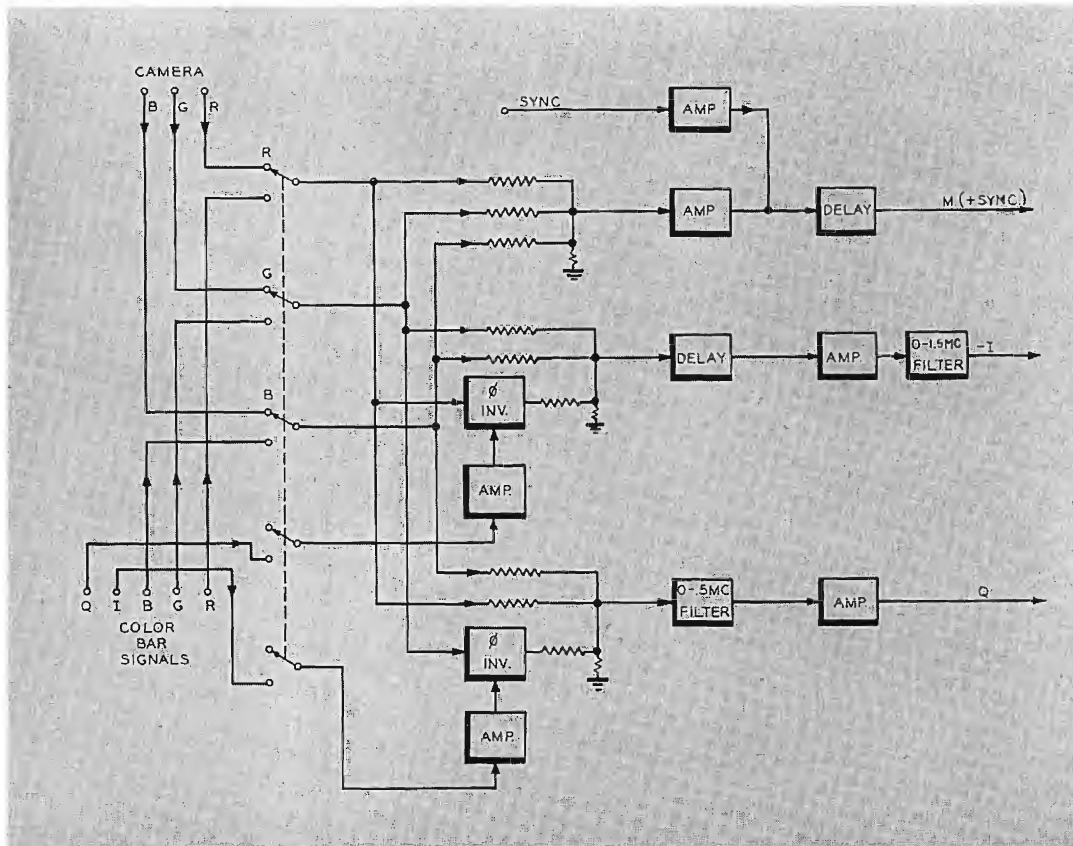 CAMERA
B G R
SYNC
AMP
R
AMP
DELAY
M (+SYNC)
G
DELAY
AMP.
0-1.5MC
FILTER
-I
B
Ø
INV.
AMP.
Q I B G R
COLOR
BAR
SIGNALS
0-.5MC
FILTER
AMP.
Q
Ø
INV.
AMP.